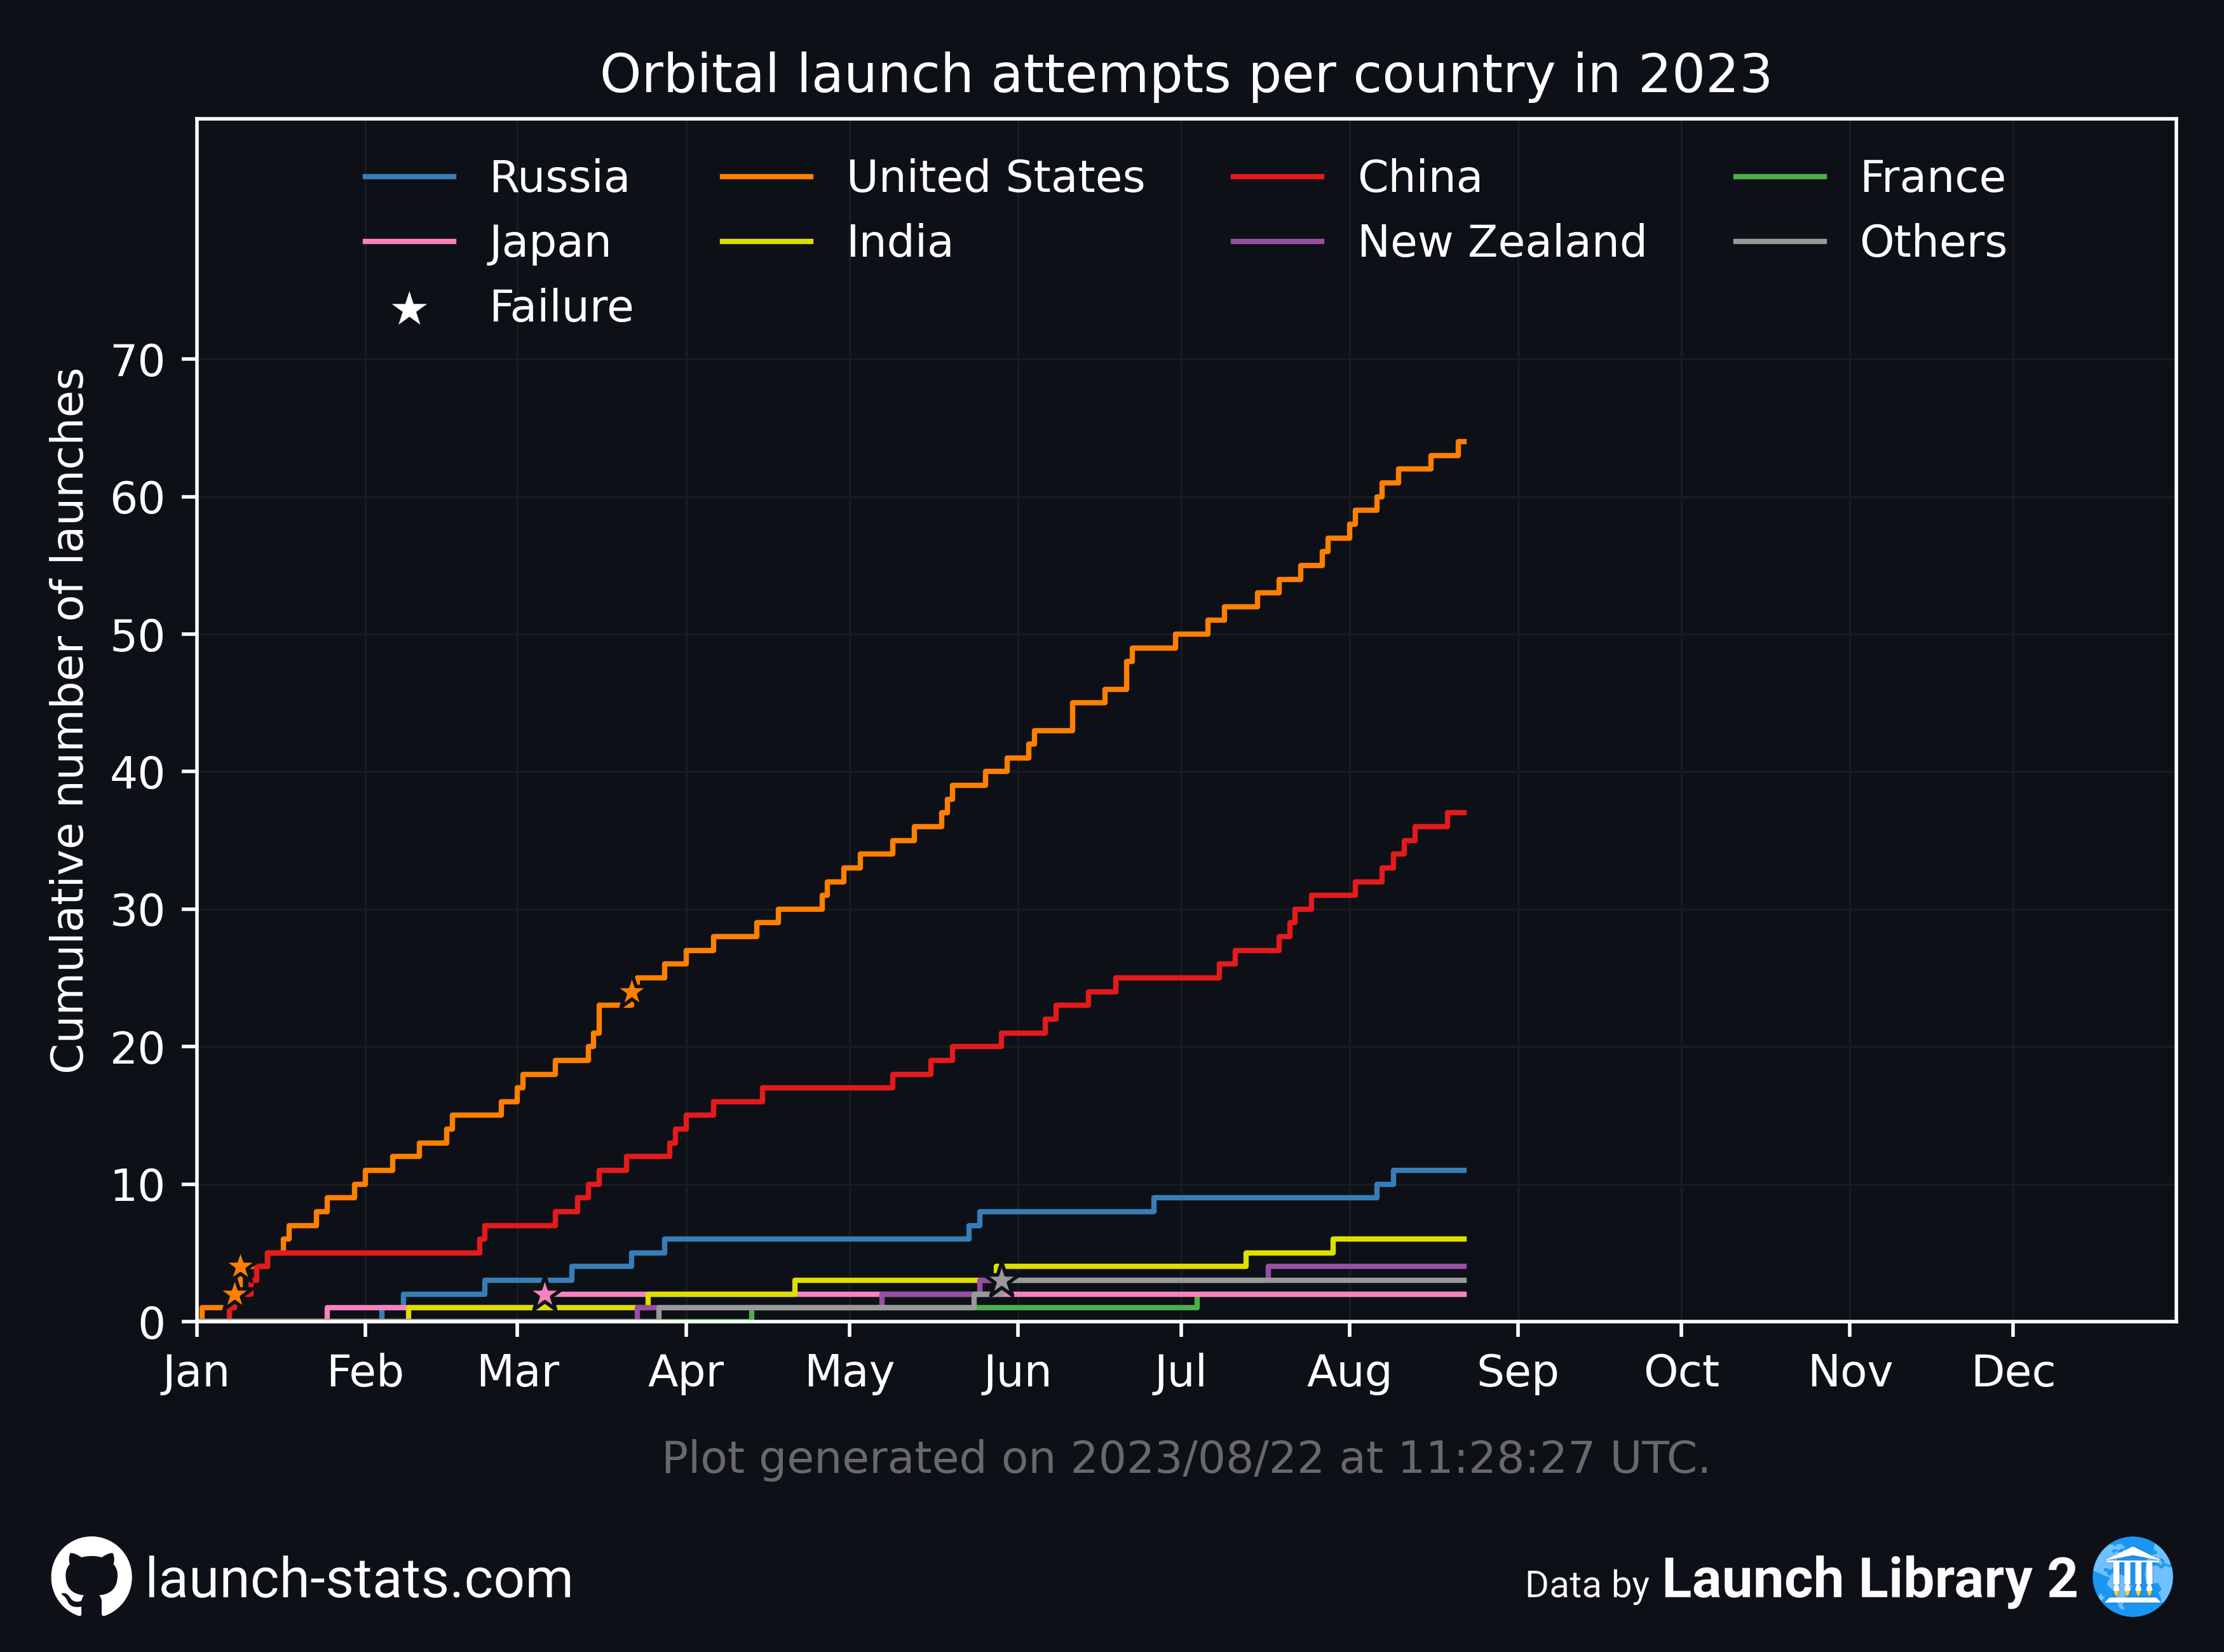 Orbital launch attempts per country in 2023
Russia United States China France
Japan India New Zealand Others
Failure
Cumulative number of launches
70
60
50
40
30
20
10
0
Jan Feb Mar Apr May Jun Jul Aug Sep Oct Nov Dec
Plot generated on 2023/08/22 at 11:28:27 UTC.
launch-stats.com
Data by Launch Library 2